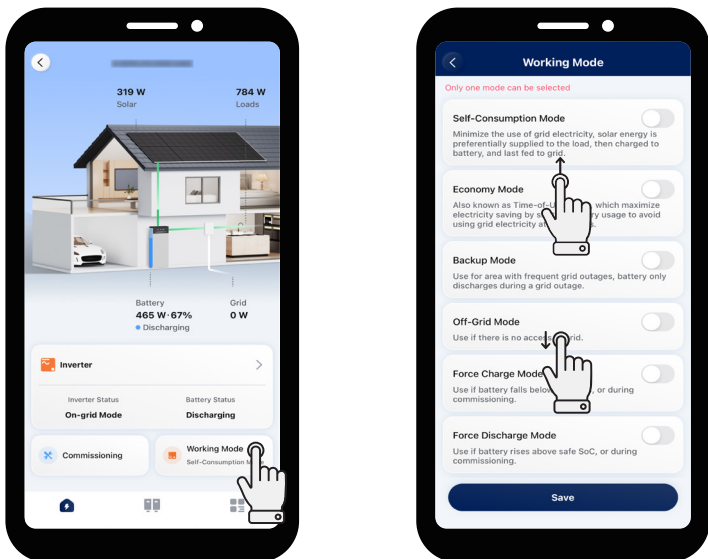 319 W
Solar
784 W
Loads
Battery
465 W·67%
Discharging
Grid
0 W
Inverter
Inverter Status
On-grid Mode
Battery Status
Discharging
Commissioning
Working Mode
Self-Consumption
Working Mode
Only one mode can be selected
Self-Consumption Mode
Minimize the use of grid electricity, solar energy is
preferentially supplied to the load, then charged to
battery, and last fed to grid.
Economy Mode
Also known as which maximize
electricity saving by usage to avoid
using grid electricity
Backup Mode
Use for area with frequent grid outages, battery only
discharges during a grid outage.
Off-Grid Mode
Use if there is no
Force Charge Mode
Use if battery falls , or during
commissioning.
Force Discharge Mode
Use if battery rises above safe SoC, or during
commissioning.
Save